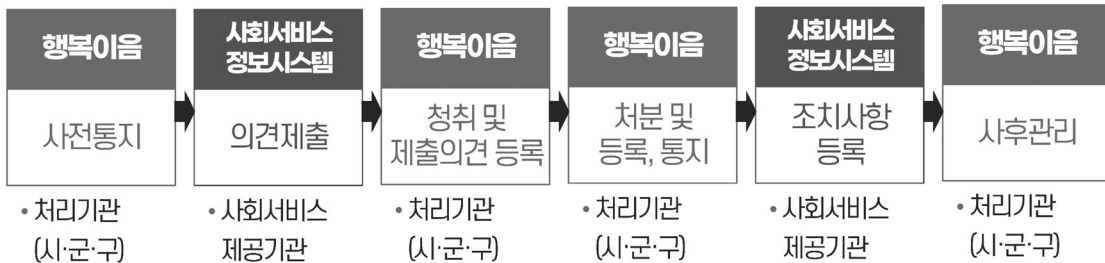 행복이음
사전통지
• 처리기관
(시·군·구)
사회서비스
정보시스템
의견제출
• 사회서비스
제공기관
행복이음
청취 및
제출의견 등록
• 처리기관
(시·군·구)
행복이음
처분 및
등록, 통지
• 처리기관
(시·군·구)
사회서비스
정보시스템
조치사항
등록
• 사회서비스
제공기관
행복이음
사후관리
• 처리기관
(시·군·구)